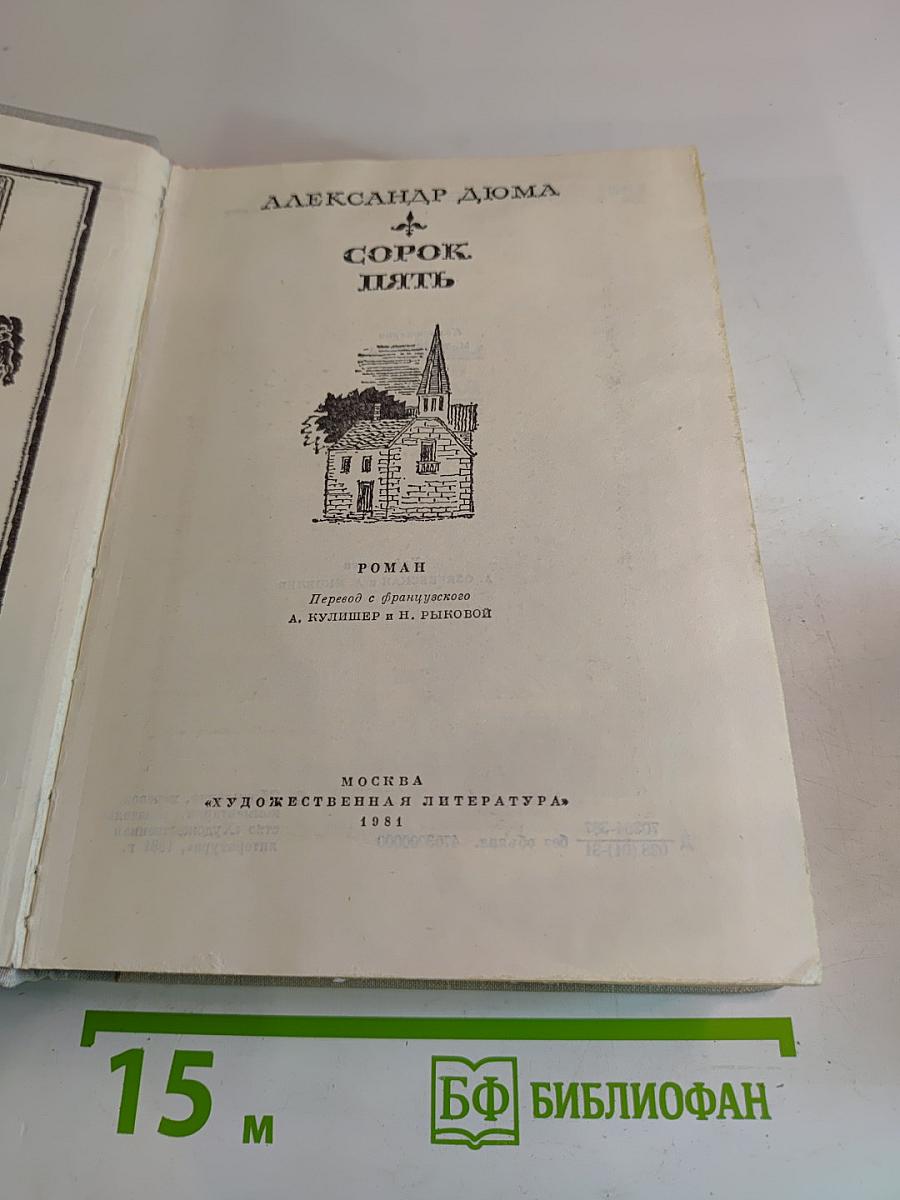 АЛЕКСАНДР ДЮМА
СОРОК
ПЯТЬ
РОМАН
Перевод с французского
А. КУЛИШЕР и Н. РЫКОВОЙ
МОСКВА
«ХУДОЖЕСТВЕННАЯ ЛИТЕРАТУРА»
1981
15 м
БФ БИБЛИОФАН